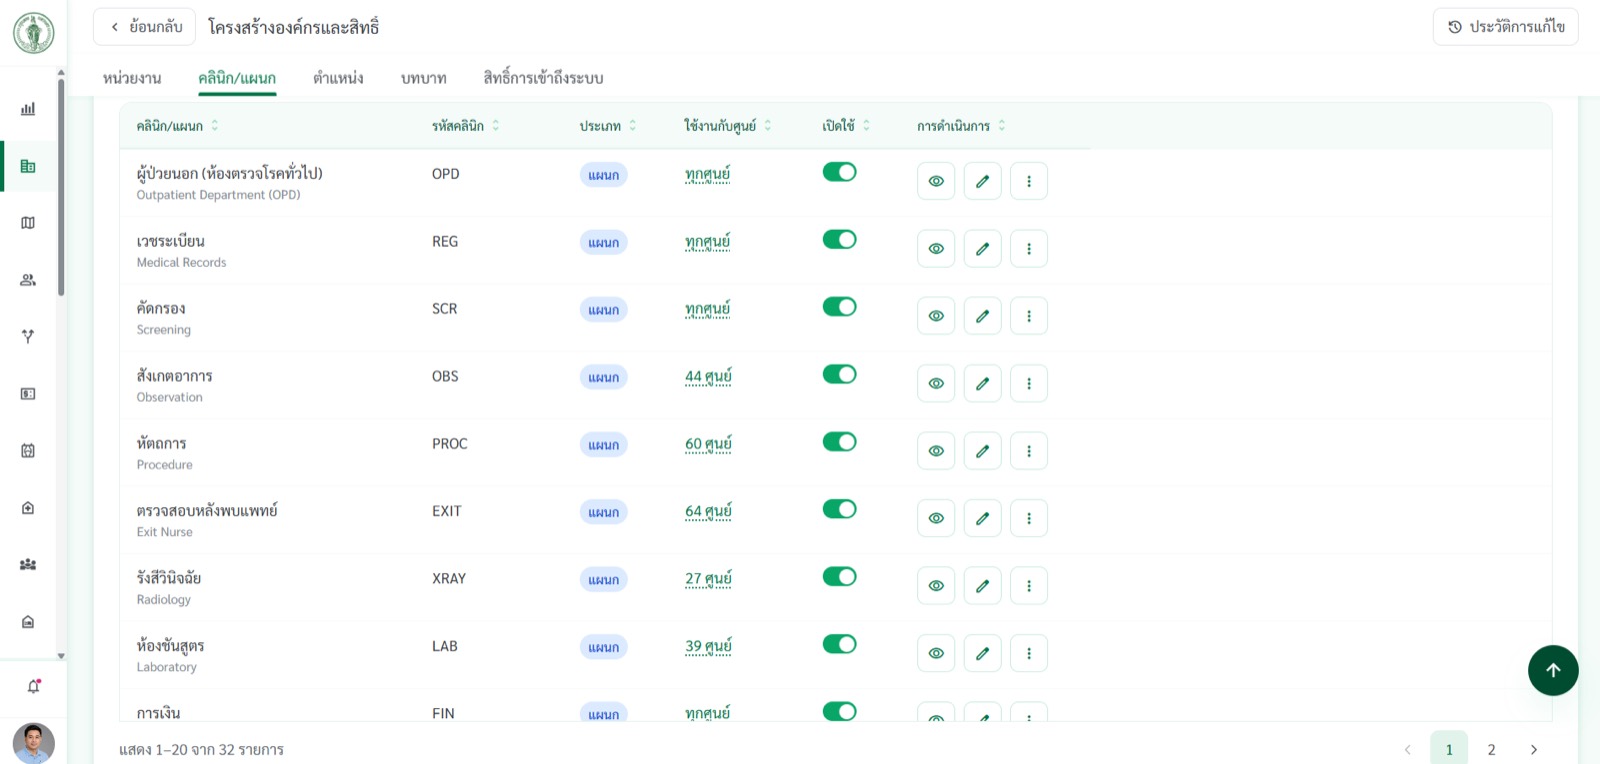 ย้อนกลับ
โครงสร้างองค์กรและสิทธิ์
ประวัติการแก้ไข
หน่วยงาน
คลินิก/แผนก
ตำแหน่ง
บทบาท
สิทธิ์การเข้าถึงระบบ
คลินิก/แผนก รหัสคลินิก ประเภท ใช้งานกับศูนย์ เปิดใช้ การดำเนินการ
ผู้ป่วยนอก (ห้องตรวจโรคทั่วไป) OPD แผนก ทุกศูนย์
Outpatient Department (OPD)
เวชระเบียน REG แผนก ทุกศูนย์
Medical Records
คัดกรอง SCR แผนก ทุกศูนย์
Screening
สังเกตอาการ OBS แผนก 44 ศูนย์
Observation
หัตถการ PROC แผนก 60 ศูนย์
Procedure
ตรวจสอบหลังพบแพทย์ EXIT แผนก 64 ศูนย์
Exit Nurse
รังสีวินิจฉัย XRAY แผนก 27 ศูนย์
Radiology
ห้องชันสูตร LAB แผนก 39 ศูนย์
Laboratory
การเงิน FIN แผนก ทุกศูนย์
แสดง 1–20 จาก 32 รายการ
1 2